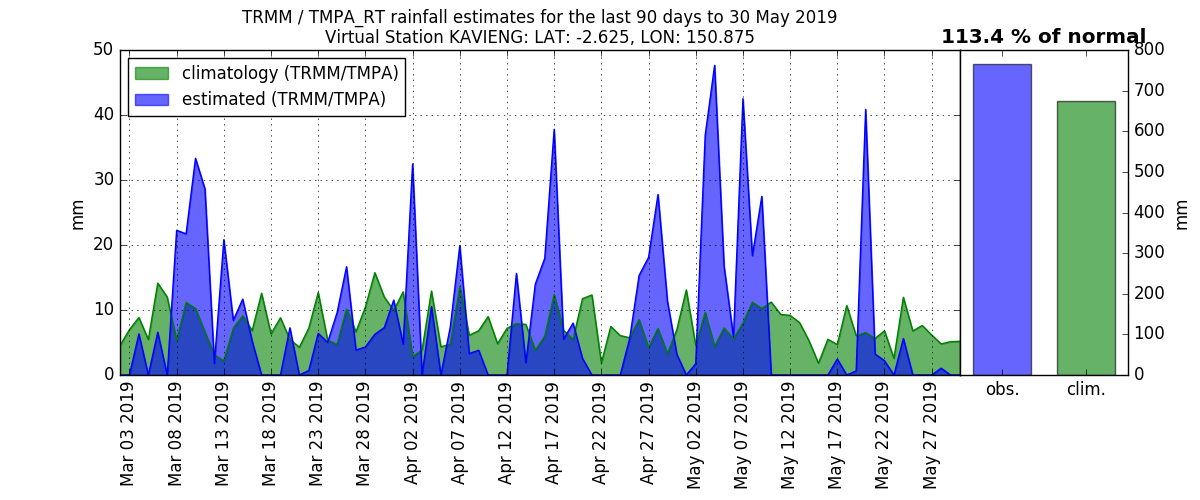 TRMM / TMPA_RT rainfall estimates for the last 90 days to 30 May 2019
Virtual Station KAVIENG: LAT: -2.625, LON: 150.875
113.4 % of normal
climatology (TRMM/TMPA)
estimated (TRMM/TMPA)
50
40
30
20
10
0
mm
800
700
600
500
400
300
200
100
0
mm
Mar 03 2019
Mar 08 2019
Mar 13 2019
Mar 18 2019
Mar 23 2019
Mar 28 2019
Apr 02 2019
Apr 07 2019
Apr 12 2019
Apr 17 2019
Apr 22 2019
Apr 27 2019
May 02 2019
May 07 2019
May 12 2019
May 17 2019
May 22 2019
May 27 2019
obs.
clim.